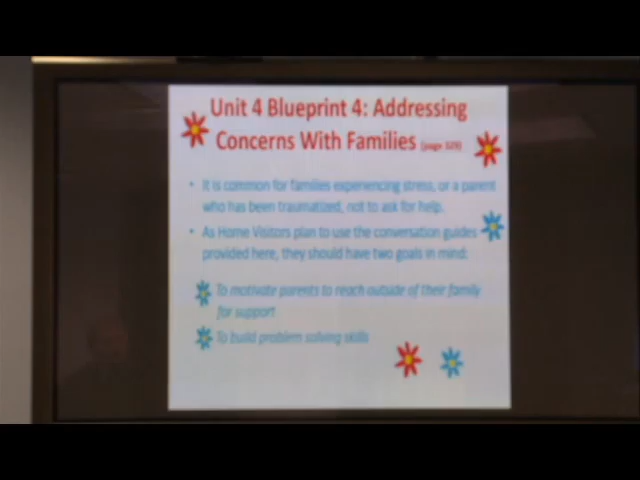 Unit 4 Blueprint 4: Addressing
Concerns With Families (page 329)
• It is common for families experiencing stress, or a parent
who has been traumatized, not to ask for help.
• As Home Visitors plan to use the conversation guides
provided here, they should have two goals in mind:
To motivate parents to reach outside of their family
for support
To build problem solving skills